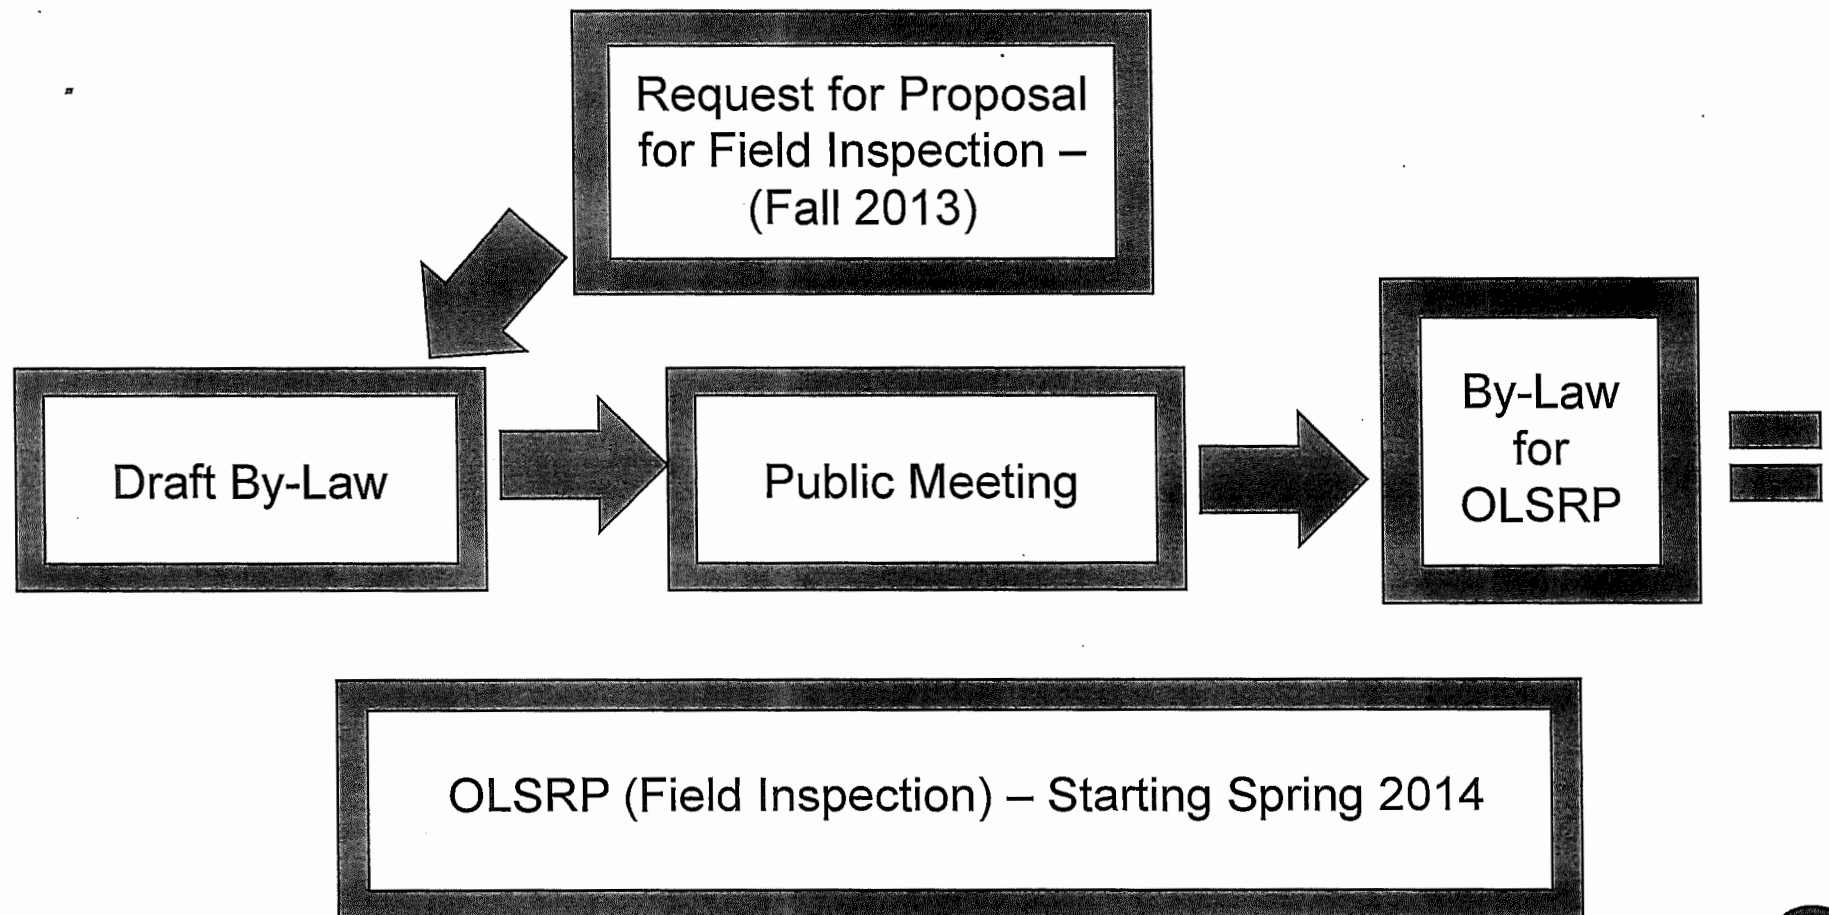 Request for Proposal
for Field Inspection –
(Fall 2013)
Draft By-Law
Public Meeting
By-Law
for
OLSRP
OLSRP (Field Inspection) – Starting Spring 2014